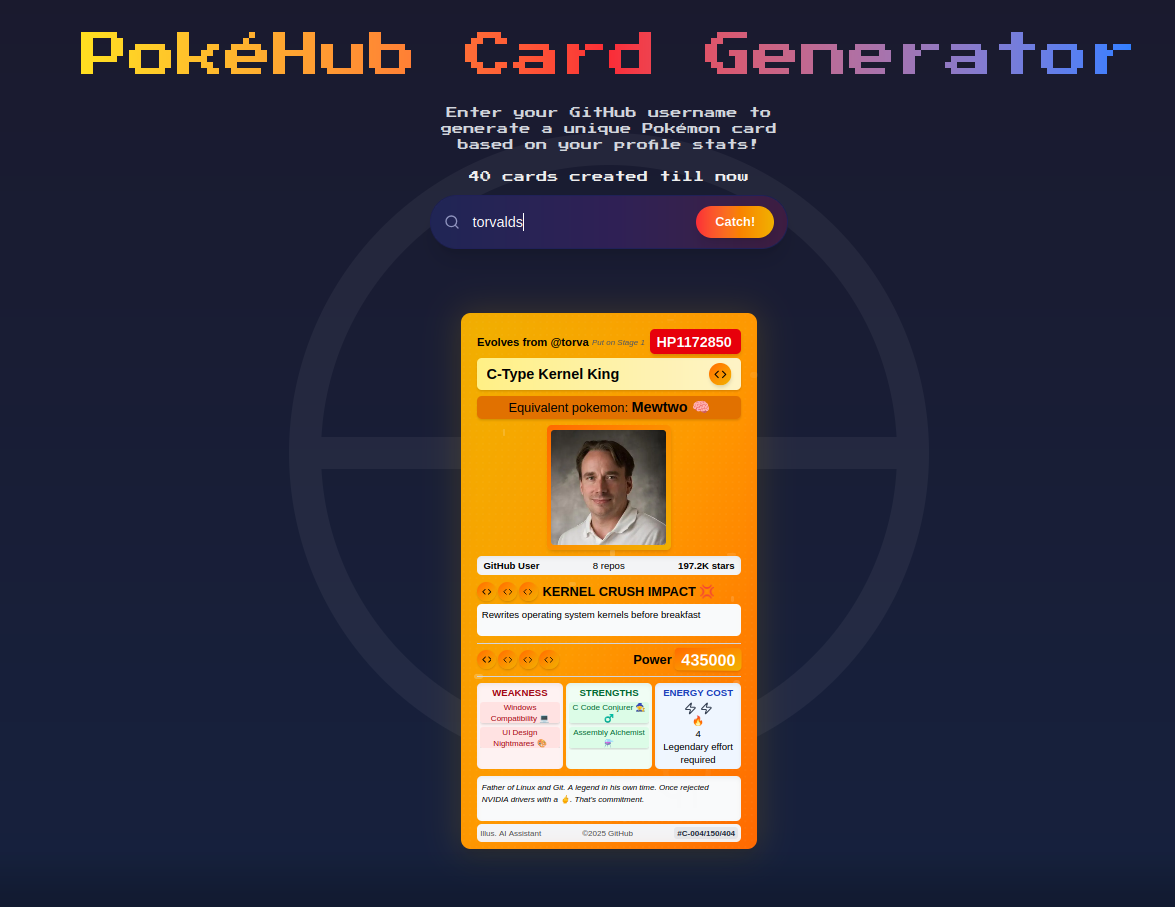 PokéHub Card Generator
Enter your GitHub username to
generate a unique Pokémon card
based on your profile stats!
40 cards created till now
torvalds
Catch!
Evolves from @torva Put on Stage 1 HP1172850
C-Type Kernel King
Equivalent pokemon: Mewtwo 🧠
GitHub User 8 repos 197.2K stars
KERNEL CRUSH IMPACT 💢
Rewrites operating system kernels before breakfast
Power 435000
WEAKNESS
Windows
Compatibility 💻
UI Design
Nightmares 🎨
STRENGTHS
C Code Conjurer 🧙
♂
Assembly Alchemist
⚗️
ENERGY COST
🔥
4
Legendary effort
required
Father of Linux and Git. A legend in his own time. Once rejected
NVIDIA drivers with a 🖕. That's commitment.
Illus. AI Assistant ©2025 GitHub #C-004/150/404